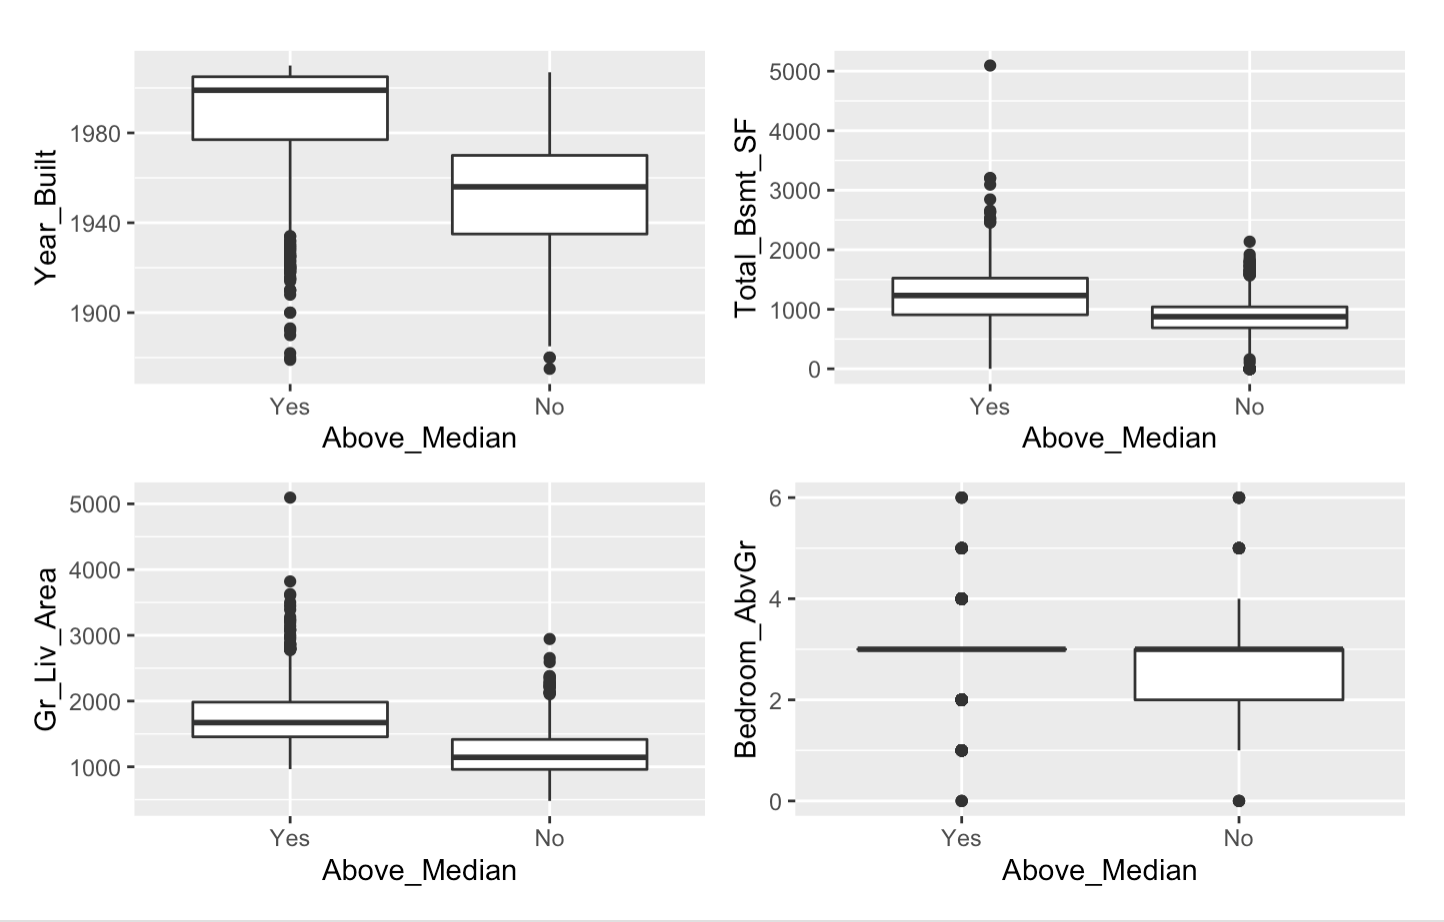 Year_Built
1980
1940
1900
Yes No
Above_Median
Total_Bsmt_SF
5000
4000
3000
2000
1000
0
Yes No
Above_Median
Gr_Liv_Area
5000
4000
3000
2000
1000
Yes No
Above_Median
Bedroom_AbvGr
6
4
2
0
Yes No
Above_Median